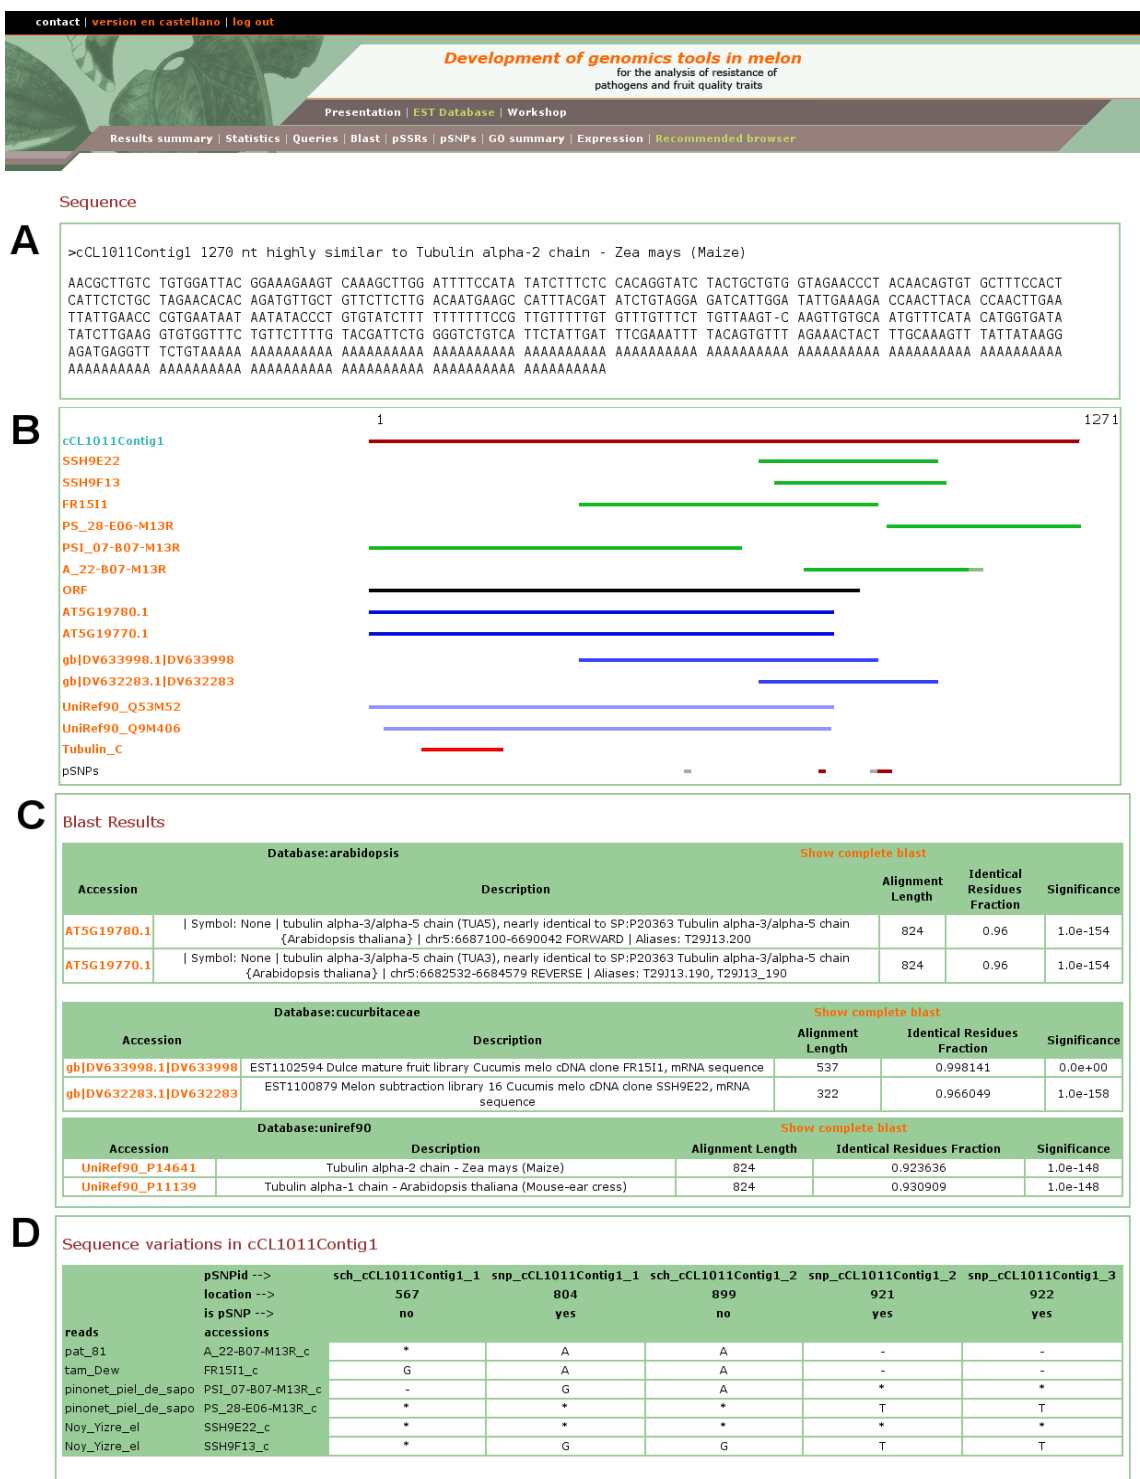 contact | version en castellano | log out
Development of genomics tools in melon
for the analysis of resistance of
pathogens and fruit quality traits
Presentation | EST Database | Workshop
Results summary | Statistics | Queries | Blast | pSSRs | pSNPs | GO summary | Expression | Recommended browser
Sequence
A
>cCL1011Contig1 1270 nt highly similar to Tubulin alpha-2 chain - Zea mays (Maize)
AACGCTTGTC TGTGGATTAC GGAAAGAAGT CAAAGCTTGG ATTTTCCATA TATCTTTCTC CACAGGTATC TACTGCTGTG GGTAGAACCCT ACAACAGTGT GCTTTCCACT
CATTCTCTGC TAGAACACAC AGATGTTGCT GTTCTTCTTG ACAATGAAGC CATTTACGAT ATCTGTAGGA GATCATTGGA TATTGAAAGA CCAACTTACA CCAACTTGAA
TTATTGAACC CGTGAATAAT AATATACCCT GTGTATCTTT TTTTTTTCCG TTGTTTTTGT GTTTGTTTCT TGTTAAGT-C AAGTTGTGCA ATGTTTCATA CATGGTGATA
TATCTTGAAG GTGTGGTTTC TGTTCTTTTG TACGATTCTG GGGTCTGTCA TTCTATTGAT TTCGAAATTT TACAGTGTTT AGAAACTACT TTGCAAAGTT TATTATAAGG
AGATGAGGTT TCTGTAAAAA AAAAAAAAAA AAAAAAAAAA AAAAAAAAAA AAAAAAAAAA AAAAAAAAAA AAAAAAAAAA AAAAAAAAAA AAAAAAAAAA AAAAAAAAAA
AAAAAAAAAA AAAAAAAAAA AAAAAAAAAA AAAAAAAAAA AAAAAAAAAA AAAAAAAAAA
B
1 1271
cCL1011Contig1
SSH9E22
SSH9F13
FR15I1
PS_28-E06-M13R
PSI_07-B07-M13R
A_22-B07-M13R
ORF
AT5G19780.1
AT5G19770.1
gb|DV633998.1|DV633998
gb|DV632283.1|DV632283
UniRef90_Q53M52
UniRef90_Q9M406
Tubulin_C
pSNPs
C
Blast Results
Database:arabidopsis Show complete blast
Accession Description Alignment Length Identical Residues Fraction Significance
AT5G19780.1 | Symbol: None | tubulin alpha-3/alpha-5 chain (TUA5), nearly identical to SP:P20363 Tubulin alpha-3/alpha-5 chain {Arabidopsis thaliana} | chr5:6687100-6690042 FORWARD | Aliases: T29J13.200 824 0.96 1.0e-154
AT5G19770.1 | Symbol: None | tubulin alpha-3/alpha-5 chain (TUA3), nearly identical to SP:P20363 Tubulin alpha-3/alpha-5 chain {Arabidopsis thaliana} | chr5:6682532-6684579 REVERSE | Aliases: T29J13.190, T29J13_190 824 0.96 1.0e-154
Database:cucurbitaceae Show complete blast
Accession Description Alignment Length Identical Residues Fraction Significance
gb|DV633998.1|DV633998 EST1102594 Dulce mature fruit library Cucumis melo cDNA clone FR15I1, mRNA sequence 537 0.998141 0.0e+00
gb|DV632283.1|DV632283 EST1100879 Melon subtraction library 16 Cucumis melo cDNA clone SSH9E22, mRNA sequence 322 0.966049 1.0e-158
Database:uniref90 Show complete blast
Accession Description Alignment Length Identical Residues Fraction Significance
UniRef90_P14641 Tubulin alpha-2 chain - Zea mays (Maize) 824 0.923636 1.0e-148
UniRef90_P11139 Tubulin alpha-1 chain - Arabidopsis thaliana (Mouse-ear cress) 824 0.930909 1.0e-148
D
Sequence variations in cCL1011Contig1
pSNPid --> sch_cCL1011Contig1_1 snp_cCL1011Contig1_1 sch_cCL1011Contig1_2 snp_cCL1011Contig1_2 snp_cCL1011Contig1_3
location --> 567 804 899 921 922
is pSNP --> no yes no yes yes
reads accessions
pat_81 A_22-B07-M13R_c * A A - -
tam_Dew FR15I1_c G A A - -
pinonet_piel_de_sapo PSI_07-B07-M13R_c - G A * *
pinonet_piel_de_sapo PS_28-E06-M13R_c * * * T T
Noy_Yizre_el SSH9E22_c * * * * *
Noy_Yizre_el SSH9F13_c * G G T T